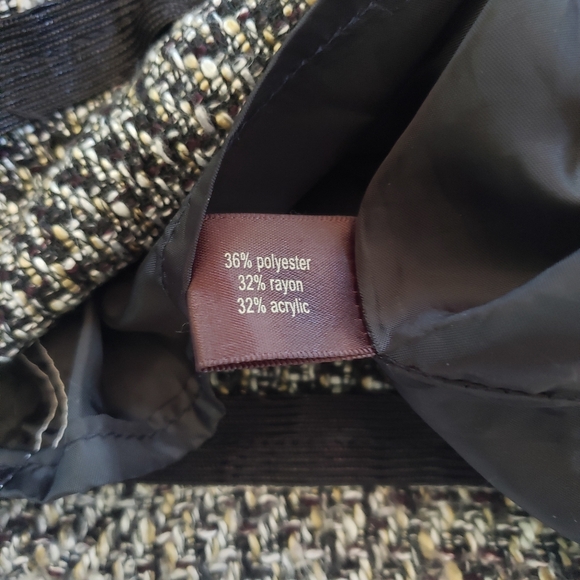 36% polyester
32% rayon
32% acrylic